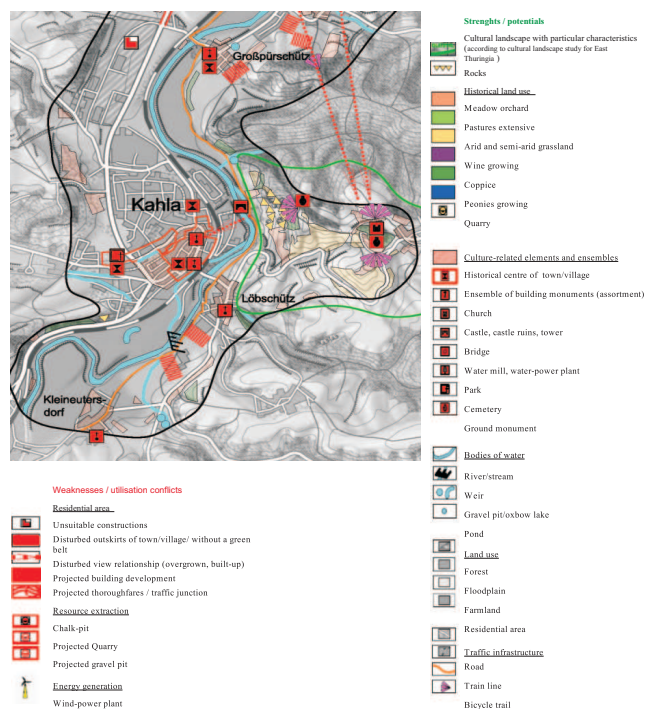 Großpürschütz
Kahla
Löbschütz
Kleineuters-
dorf
Strenghts / potentials
Cultural landscape with particular characteristics
(according to cultural landscape study for East
Thuringia )
Rocks
Historical land use
Meadow orchard
Pastures extensive
Arid and semi-arid grassland
Wine growing
Coppice
Peonies growing
Quarry
Culture-related elements and ensembles
Historical centre of town/village
Ensemble of building monuments (assortment)
Church
Castle, castle ruins, tower
Bridge
Water mill, water-power plant
Park
Cemetery
Ground monument
Bodies of water
River/stream
Weir
Gravel pit/oxbow lake
Pond
Land use
Forest
Floodplain
Farmland
Residential area
Traffic infrastructure
Road
Train line
Bicycle trail
Weaknesses / utilisation conflicts
Residential area
Unsuitable constructions
Disturbed outskirts of town/village/ without a green
belt
Disturbed view relationship (overgrown, built-up)
Projected building development
Projected thoroughfares / traffic junction
Resource extraction
Chalk-pit
Projected Quarry
Projected gravel pit
Energy generation
Wind-power plant